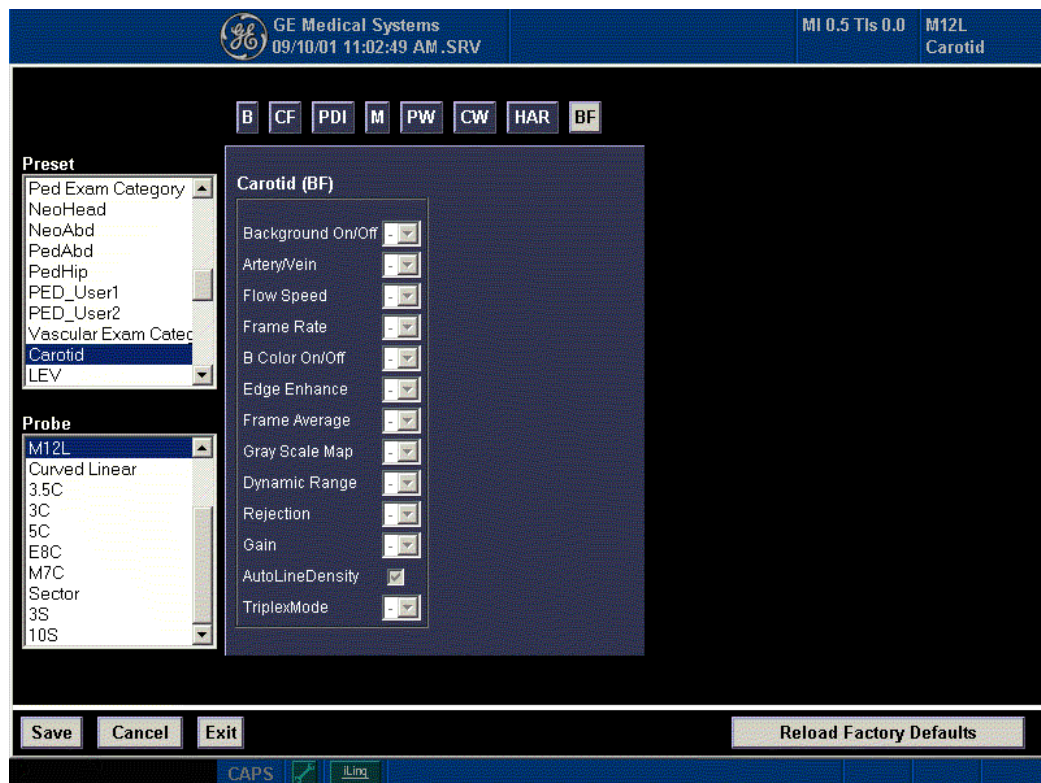 GE Medical Systems
09/10/01 11:02:49 AM.SRV
MI 0.5 TIs 0.0
M12L
Carotid
B CF PDI M PW CW HAR BF
Preset
Ped Exam Category
NeoHead
NeoAbd
PedAbd
PedHip
PED_User1
PED_User2
Vascular Exam Categ
Carotid
LEV
Probe
M12L
Curved Linear
3.5C
3C
5C
E8C
M7C
Sector
3S
10S
Carotid (BF)
Background On/Off -
Artery/Vein -
Flow Speed -
Frame Rate -
B Color On/Off -
Edge Enhance -
Frame Average -
Gray Scale Map -
Dynamic Range -
Rejection -
Gain -
AutoLineDensity
TriplexMode -
Save Cancel Exit Reload Factory Defaults
CAPS iLinq